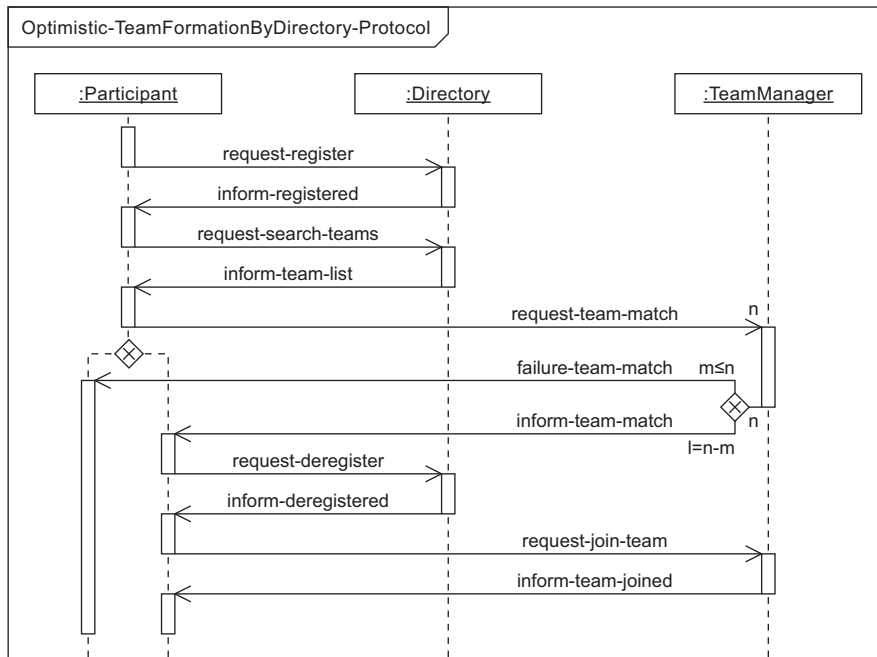 Optimistic-TeamFormationByDirectory-Protocol
:Participant
:Directory
:TeamManager
request-register
inform-registered
request-search-teams
inform-team-list
request-team-match
n
failure-team-match
m≤n
inform-team-match
n
l=n-m
request-deregister
inform-deregistered
request-join-team
inform-team-joined